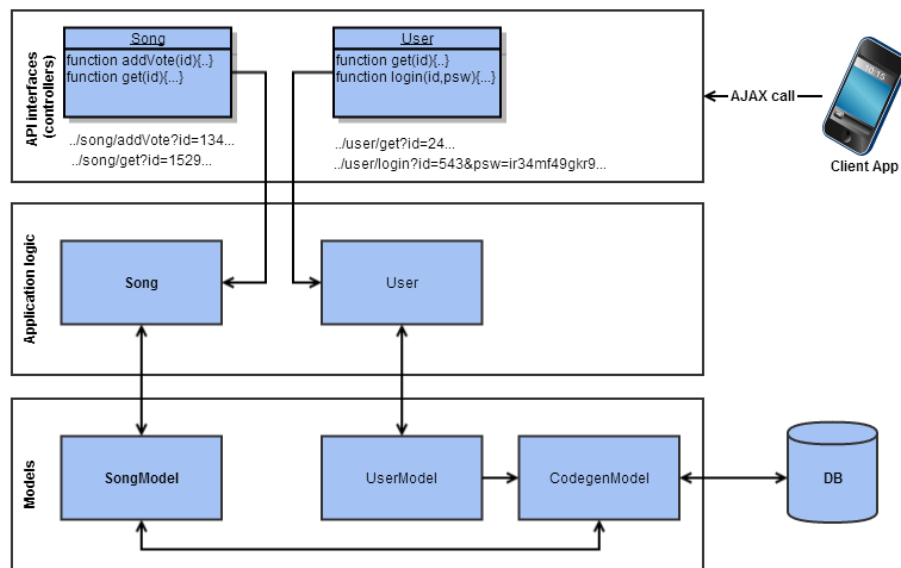 API interfaces
(controllers)
Song
function addVote(id){..}
function get(id){...}
../song/addVote?id=134...
../song/get?id=1529...
User
function get(id){..}
function login(id,psw){...}
../user/get?id=24...
../user/login?id=543&psw=ir34mf49gkr9...
AJAX call
10:15
Client App
Application logic
Song
User
Models
SongModel
UserModel
CodegenModel
DB